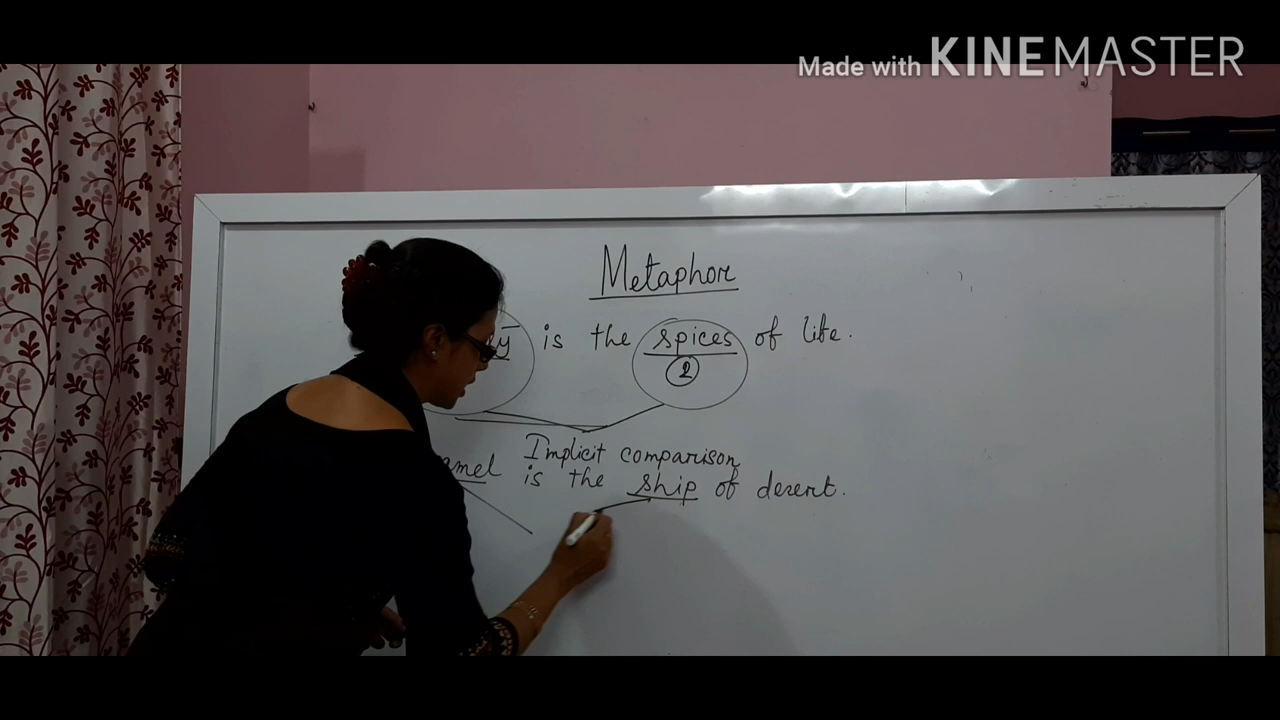 Made with KINEMASTER
Metaphor
is the spices of life.
2
Implicit comparison
is the ship of desert.